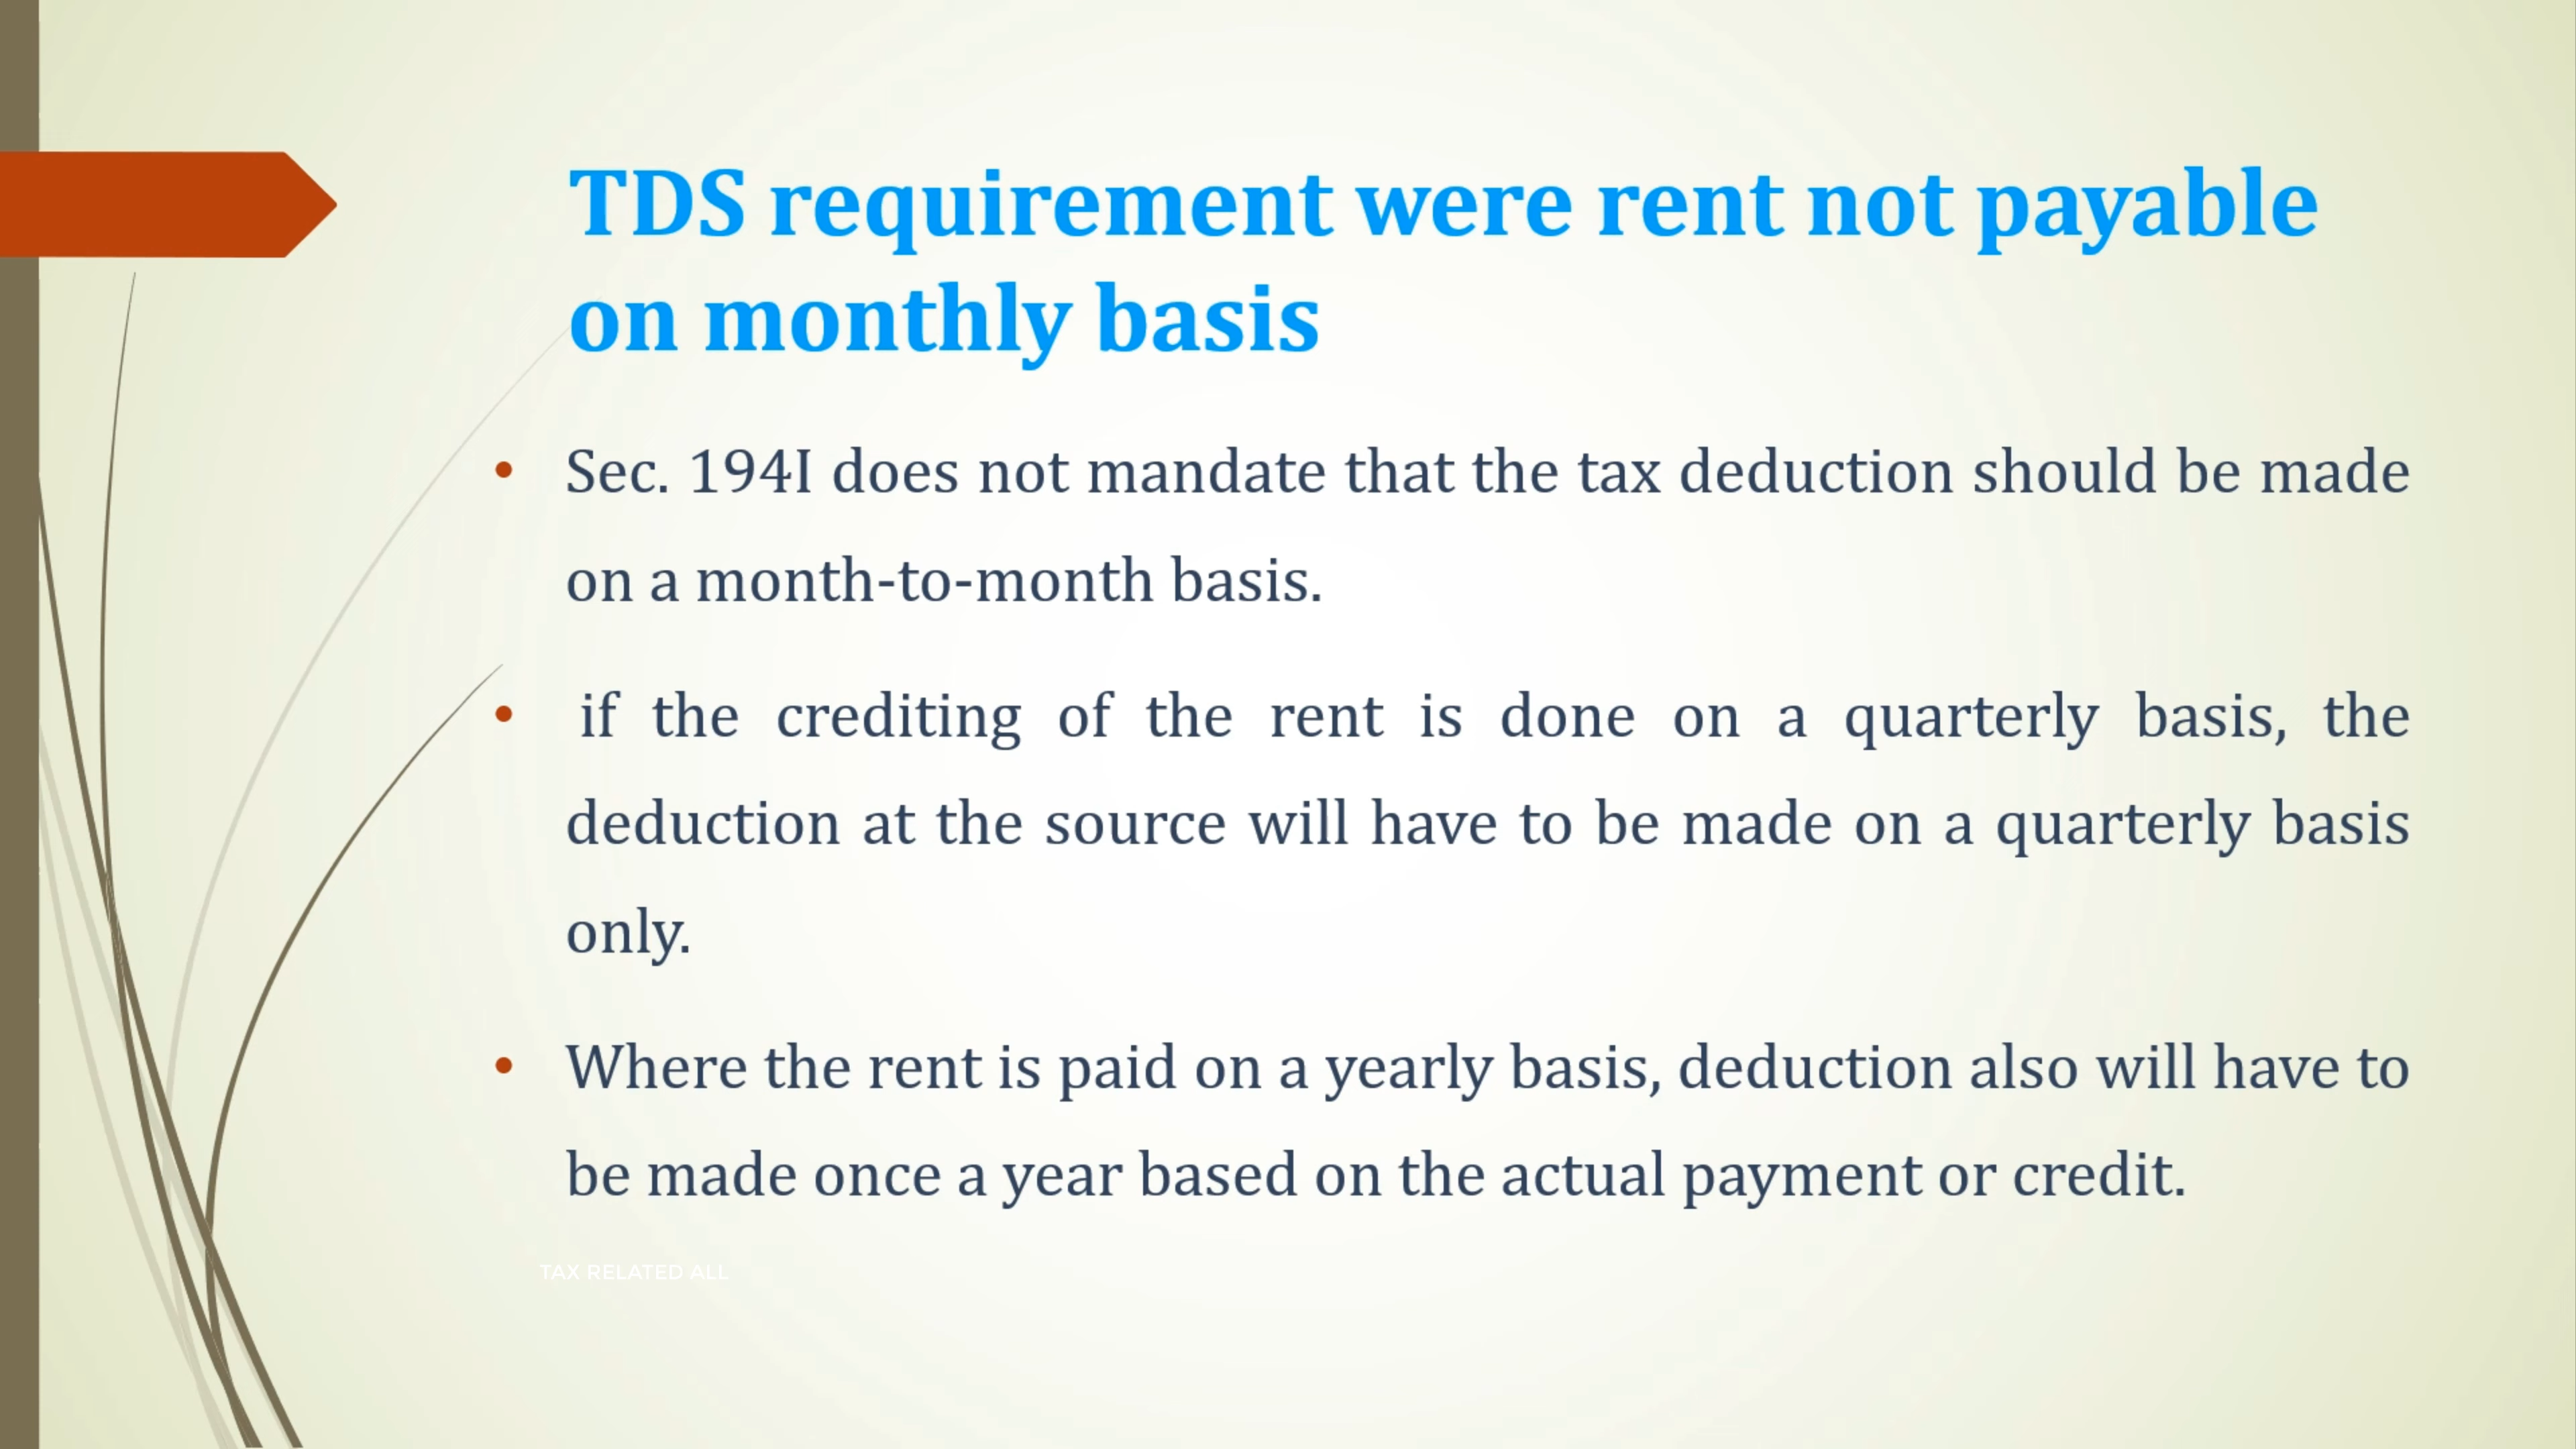 TDS requirement were rent not payable
on monthly basis
• Sec. 194I does not mandate that the tax deduction should be made
on a month-to-month basis.
• if the crediting of the rent is done on a quarterly basis, the
deduction at the source will have to be made on a quarterly basis
only.
• Where the rent is paid on a yearly basis, deduction also will have to
be made once a year based on the actual payment or credit.
TAX RELATED ALL